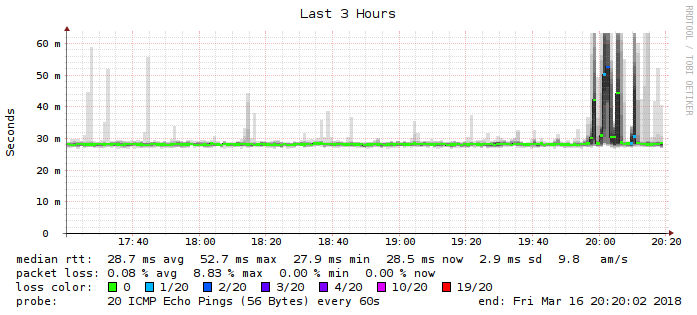 Last 3 Hours
RRDTOOL / TOBI OETIKER
Seconds
60 m
50 m
40 m
30 m
20 m
10 m
0
17:40 18:00 18:20 18:40 19:00 19:20 19:40 20:00 20:20
median rtt: 28.7 ms avg 52.7 ms max 27.9 ms min 28.5 ms now 2.9 ms sd 9.8 am/s
packet loss: 0.08 % avg 8.83 % max 0.00 % min 0.00 % now
loss color: 0 1/20 2/20 3/20 4/20 10/20 19/20
probe: 20 ICMP Echo Pings (56 Bytes) every 60s end: Fri Mar 16 20:20:02 2018